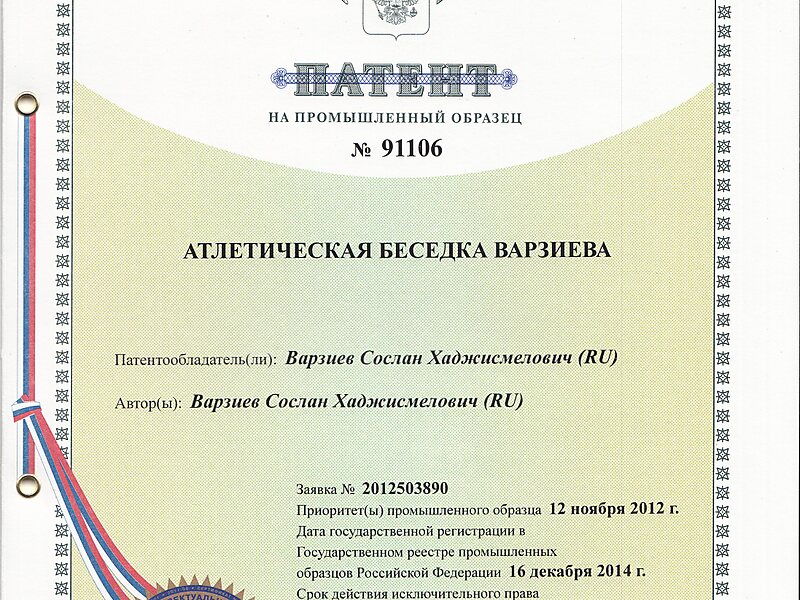 ПАТЕНТ
НА ПРОМЫШЛЕННЫЙ ОБРАЗЕЦ
№ 91106
АТЛЕТИЧЕСКАЯ БЕСЕДКА ВАРЗИЕВА
Патентообладатель(ли): Варзиев Сослан Хаджисмелович (RU)
Автор(ы): Варзиев Сослан Хаджисмелович (RU)
Заявка № 2012503890
Приоритет(ы) промышленного образца 12 ноября 2012 г.
Дата государственной регистрации в
Государственном реестре промышленных
образцов Российской Федерации 16 декабря 2014 г.
Срок действия исключительного права